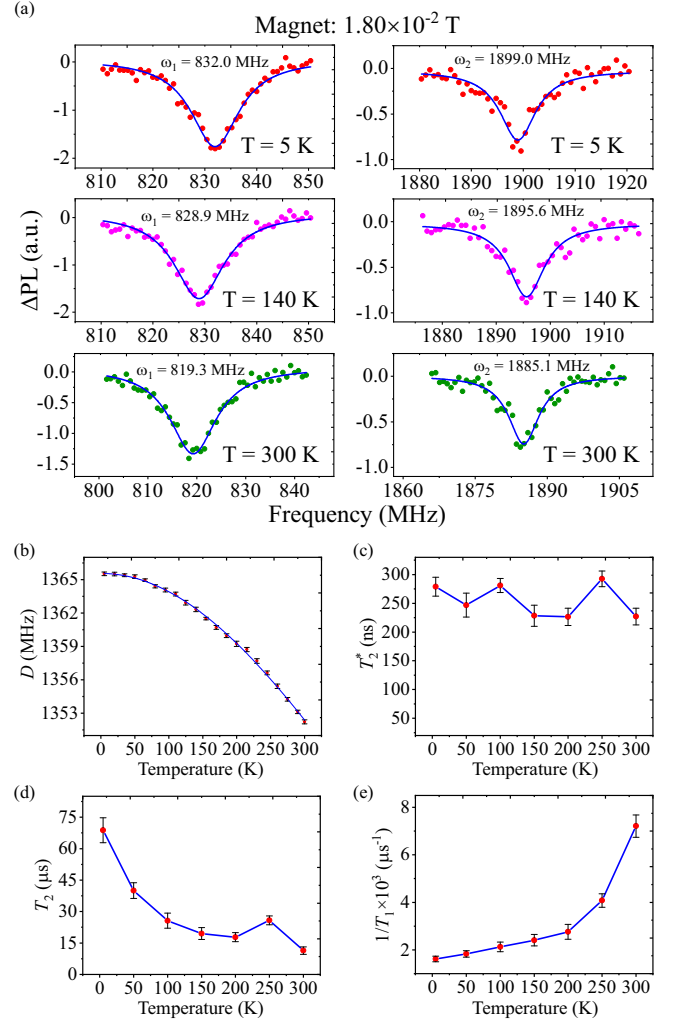 (a)
Magnet: 1.80×10⁻² T
ω₁ = 832.0 MHz
ω₂ = 1899.0 MHz
0
-1
-2
T = 5 K
0.0
-0.5
-1.0
T = 5 K
810 820 830 840 850
1880 1890 1900 1910 1920
ΔPL (a.u.)
ω₁ = 828.9 MHz
ω₂ = 1895.6 MHz
0
-1
-2
T = 140 K
0.0
-0.5
-1.0
T = 140 K
810 820 830 840 850
1880 1890 1900 1910
ω₁ = 819.3 MHz
ω₂ = 1885.1 MHz
0.0
-0.5
-1.0
-1.5
T = 300 K
0.0
-0.5
-1.0
T = 300 K
800 810 820 830 840
1860 1875 1890 1905
Frequency (MHz)
(b)
D (MHz)
1365
1362
1359
1356
1353
0 50 100 150 200 250 300
Temperature (K)
(c)
T₂* (ns)
300
250
200
150
100
50
0 50 100 150 200 250 300
Temperature (K)
(d)
T₂ (μs)
75
60
45
30
15
0
0 50 100 150 200 250 300
Temperature (K)
(e)
1/T₁×10³ (μs⁻¹)
8
6
4
2
0 50 100 150 200 250 300
Temperature (K)